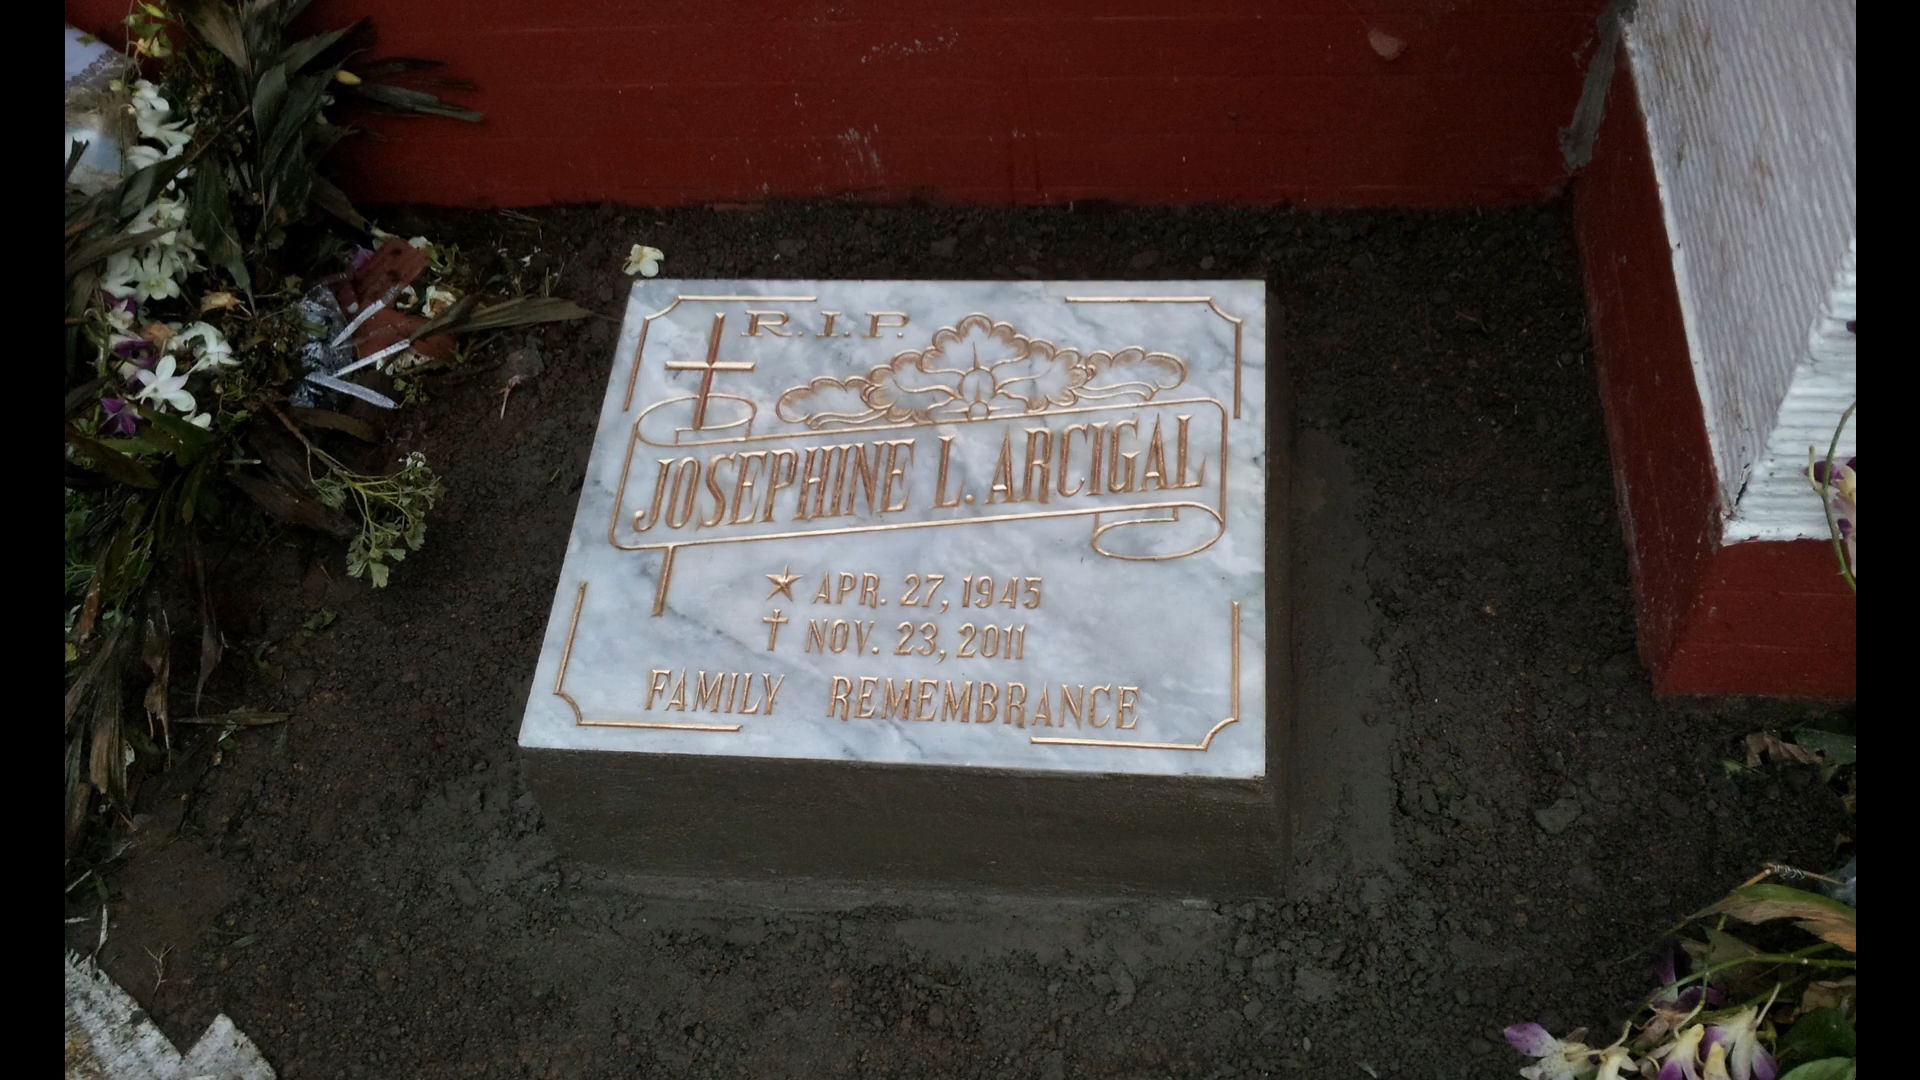 R.I.P.
JOSEPHINE L. ARCIGAL
APR. 27, 1945
NOV. 23, 2011
FAMILY REMEMBRANCE